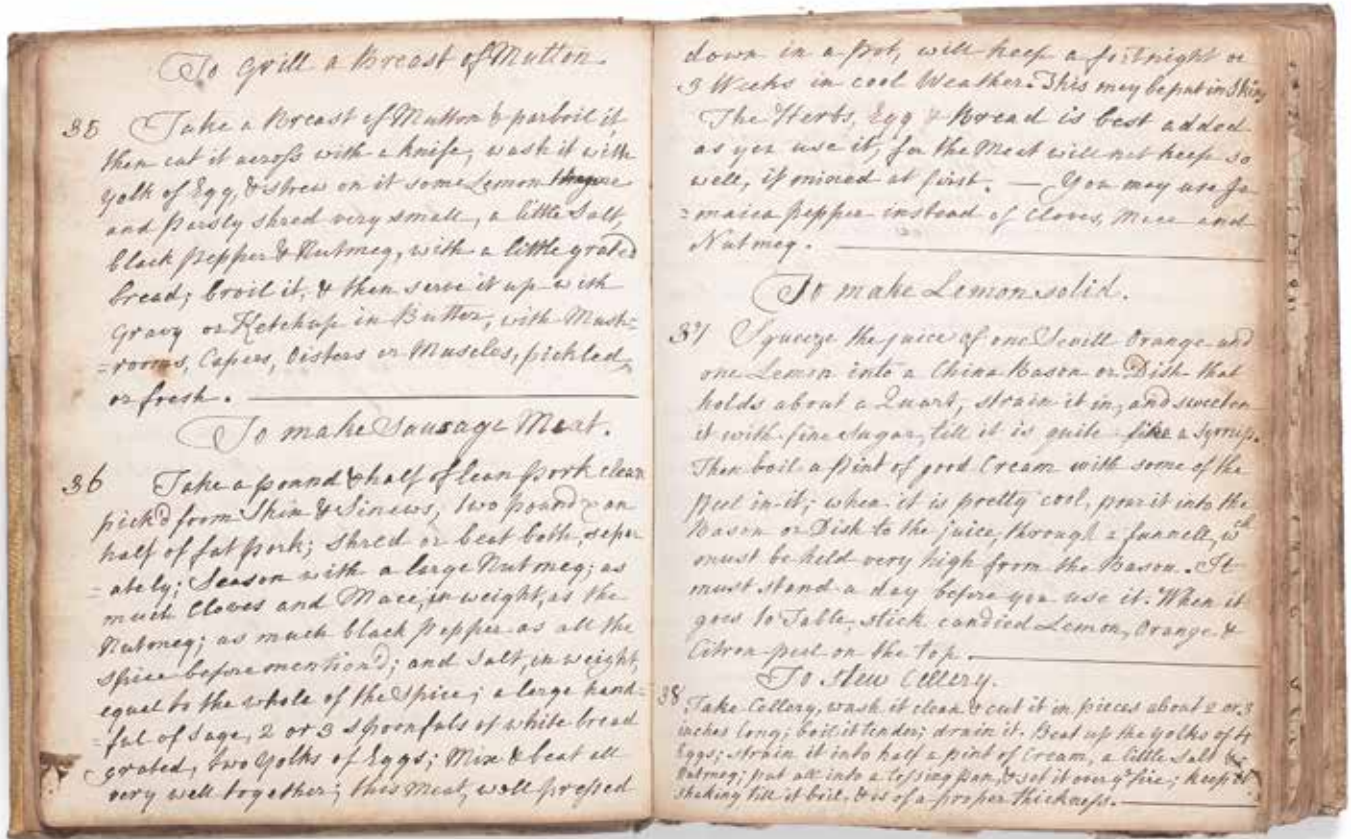 To grill a Breast of Mutton.
35 Take a Breast of Mutton & parboil it,
then cut it across with a knife, wash it with
yolk of Egg, & strew on it some Lemon thyme
and Parsly shred very small, a little Salt,
black pepper & Nutmeg, with a little grated
bread; broil it, & then serve it up with
Gravy or Ketchup in Butter, with Mush=
=rooms, Capers, Oisters or Muscles, pickled,
or fresh.
To make Sausage Meat.
36 Take a pound & half of lean pork clean
pick'd from Skin & Sinews, two pound & an
half of fat pork; shred or beat both, seper
=ately; Season with a large Nutmeg; as
much Cloves and Mace, in weight, as the
Nutmeg; as much black pepper as all the
spice before mention'd; and Salt, in weight,
equal to the whole of the Spice; a large hand=
=ful of Sage, 2 or 3 spoonfuls of white bread
grated, two yolks of Eggs; Mix & beat all
very well together; this Meat, well pressed
down in a pot, will keep a fortnight or
3 Weeks in cool Weather. This may be put in Skins
The Herbs, Egg & Bread is best added
as you use it, for the Meat will not keep so
well, if mixed at first. — You may use Ja
=maica pepper instead of Cloves, Mace and
Nutmeg.
To make Lemon solid.
37 Squeeze the juice of one Sevill Orange and
one Lemon into a China Bason or Dish that
holds about a Quart, strain it in, and sweeten
it with fine Sugar, till it is quite like a Syrrup.
Then boil a pint of good Cream with some of the
peel in it; when it is pretty cool, pour it into the
Bason or Dish to the juice, through a funnell, wch
must be held very high from the Bason. It
must stand a day before you use it. When it
goes to Table, stick candied Lemon, Orange &
Citron peel on the top.
To stew Cellery.
38 Take Cellery, wash it clean & cut it in pieces about 2 or 3
inches long; boil it tender; drain it. Beat up the yolks of 4
Eggs; strain it into half a pint of Cream, a little Salt &
Nutmeg; put all into a tossing pan, & set it over ye fire; keep it
shaking till it boil, & is of a proper thickness.